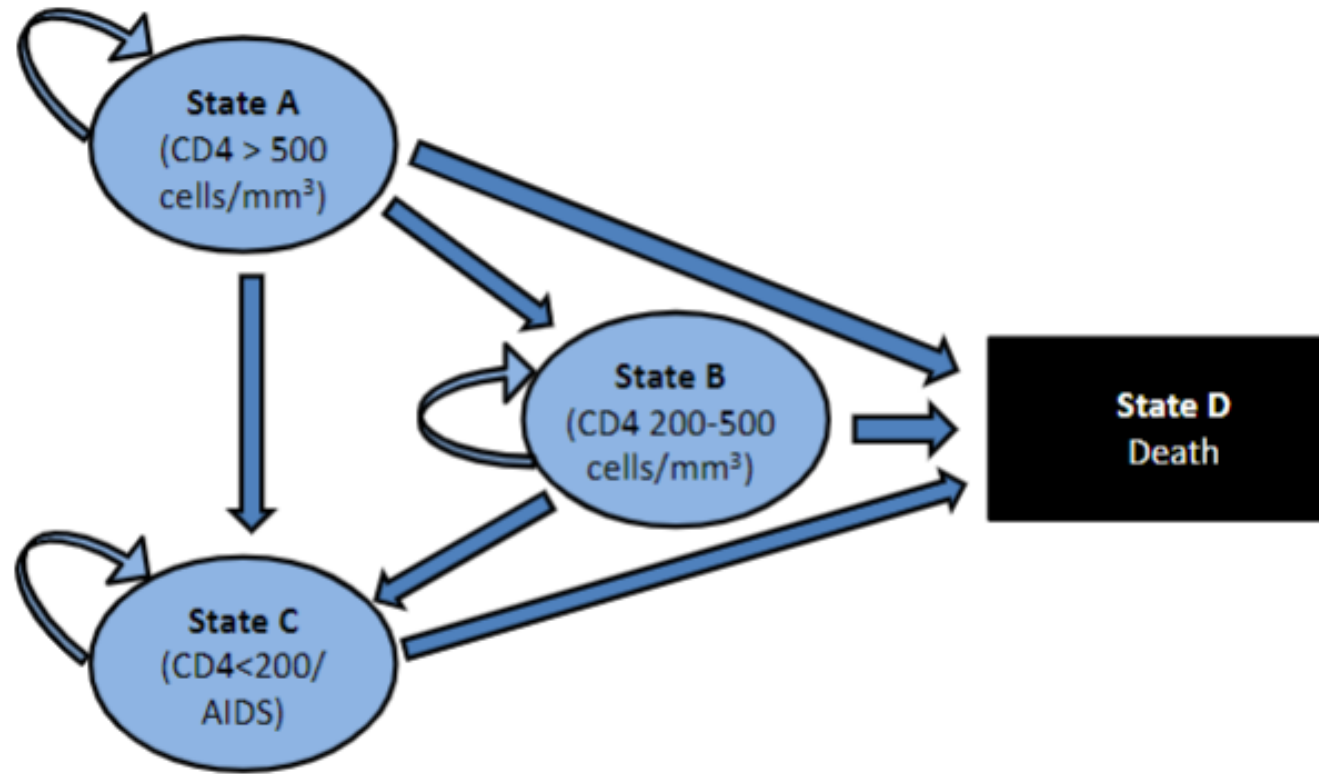 State A
(CD4 > 500
cells/mm³)
State B
(CD4 200-500
cells/mm³)
State D
Death
State C
(CD4<200/
AIDS)